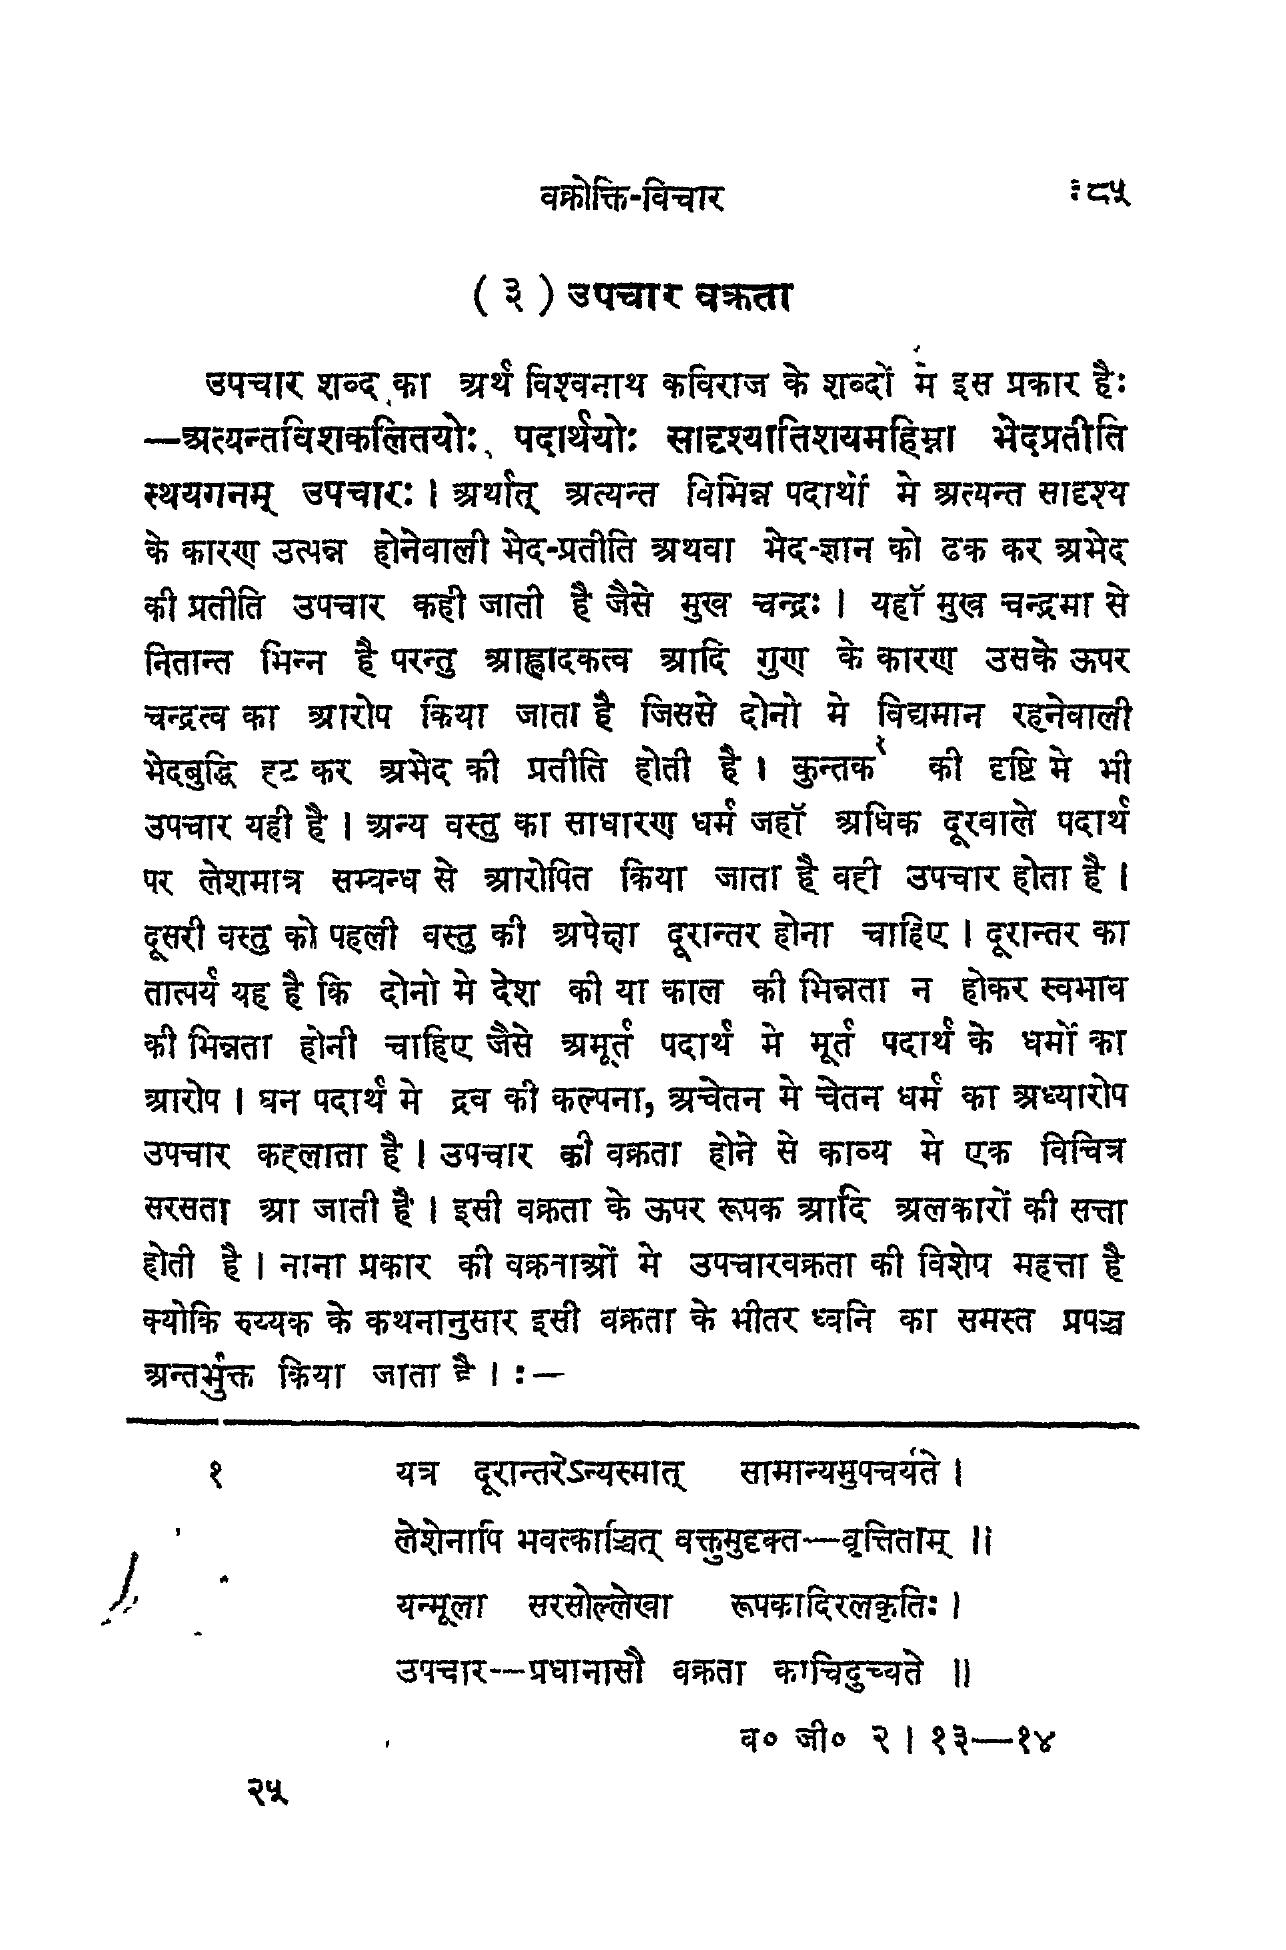 वक्रोक्ति-विचार ३८५
( ३ ) उपचार वक्रता
उपचार शब्द का अर्थ विश्वनाथ कविराज के शब्दों में इस प्रकार है:
—अत्यन्तविशकलितयोः पदार्थयोः सादृश्यातिशयमहिम्ना भेदप्रतीति
स्थयगनम् उपचारः । अर्थात् अत्यन्त विभिन्न पदार्थों मे अत्यन्त सादृश्य
के कारण उत्पन्न होनेवाली भेद-प्रतीति अथवा भेद-ज्ञान को ढक कर अभेद
की प्रतीति उपचार कही जाती है जैसे मुख चन्द्रः । यहाँ मुख चन्द्रमा से
नितान्त भिन्न है परन्तु आह्लादकत्व आदि गुण के कारण उसके ऊपर
चन्द्रत्व का आरोप किया जाता है जिससे दोनो मे विद्यमान रहनेवाली
भेदबुद्धि हट कर अभेद की प्रतीति होती है । कुन्तक१ की दृष्टि मे भी
उपचार यही है । अन्य वस्तु का साधारण धर्म जहाँ अधिक दूरवाले पदार्थ
पर लेशमात्र सम्बन्ध से आरोपित किया जाता है वही उपचार होता है ।
दूसरी वस्तु को पहली वस्तु की अपेक्षा दूरान्तर होना चाहिए । दूरान्तर का
तात्पर्य यह है कि दोनो मे देश की या काल की भिन्नता न होकर स्वभाव
की भिन्नता होनी चाहिए जैसे अमूर्त पदार्थ मे मूर्त पदार्थ के धर्मों का
आरोप । घन पदार्थ मे द्रव की कल्पना, अचेतन मे चेतन धर्म का अध्यारोप
उपचार कहलाता है । उपचार की वक्रता होने से काव्य मे एक विचित्र
सरसता आ जाती है । इसी वक्रता के ऊपर रूपक आदि अलकारों की सत्ता
होती है । नाना प्रकार की वक्रताओं मे उपचारवक्रता की विशेष महत्ता है
क्योकि रुय्यक के कथनानुसार इसी वक्रता के भीतर ध्वनि का समस्त प्रपञ्च
अन्तर्भुक्त किया जाता है । :—
१ यत्र दूरान्तरेऽन्यस्मात् सामान्यमुपचर्यते ।
लेशेनापि भवत्काञ्चित् वक्तुमुदृक्त—वृत्तिताम् ॥
यन्मूला सरसोल्लेखा रूपकादिरलकृतिः ।
उपचार—प्रधानासौ वक्रता काचिदुच्यते ॥
व० जी० २ । १३—१४
२५